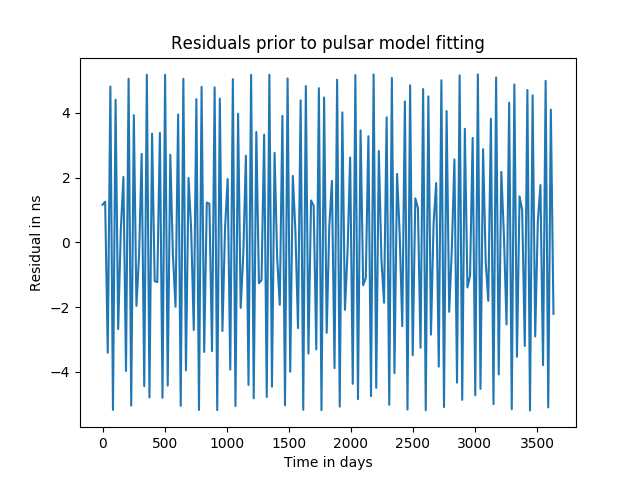 Residuals prior to pulsar model fitting
Residual in ns
4
2
0
−2
−4
0 500 1000 1500 2000 2500 3000 3500
Time in days